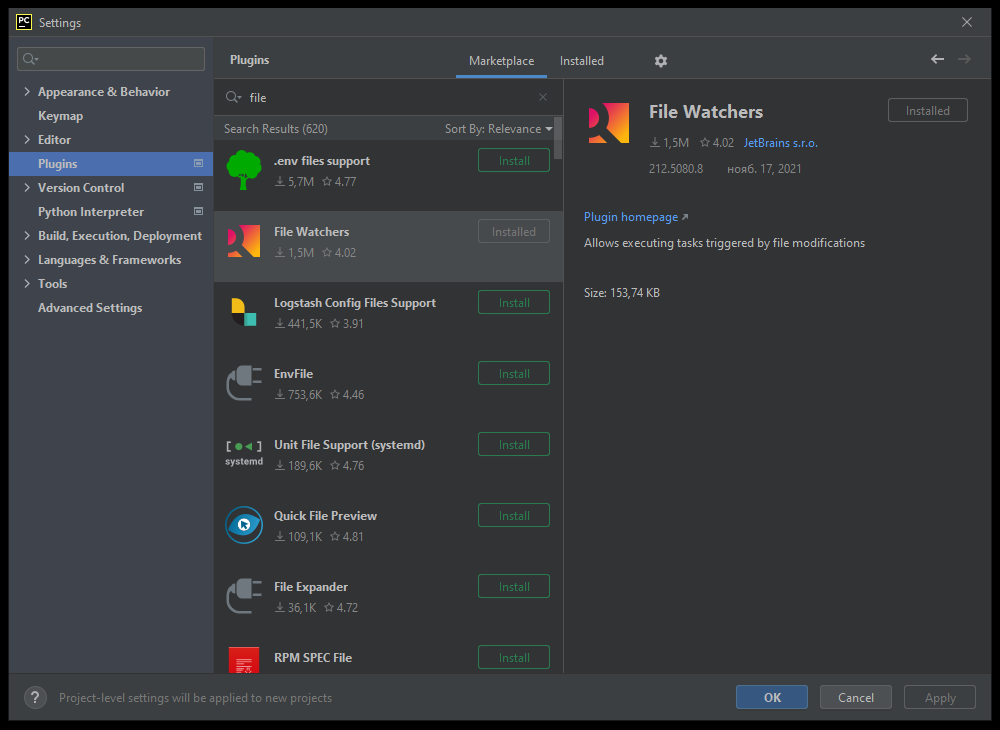 PC
Settings
Appearance & Behavior
Keymap
Editor
Plugins
Version Control
Python Interpreter
Build, Execution, Deployment
Languages & Frameworks
Tools
Advanced Settings
Plugins
Marketplace
Installed
file
Search Results (620)
Sort By: Relevance
.env files support
5,7M
4.77
Install
File Watchers
1,5M
4.02
Installed
Logstash Config Files Support
441,5K
3.91
Install
EnvFile
753,6K
4.46
Install
[ ] systemd
Unit File Support (systemd)
189,6K
4.76
Install
Quick File Preview
109,1K
4.81
Install
File Expander
36,1K
4.72
Install
RPM SPEC File
Install
File Watchers
Installed
1,5M
4.02
JetBrains s.r.o.
212.5080.8
нояб. 17, 2021
Plugin homepage
Allows executing tasks triggered by file modifications
Size: 153,74 KB
?
Project-level settings will be applied to new projects
OK
Cancel
Apply